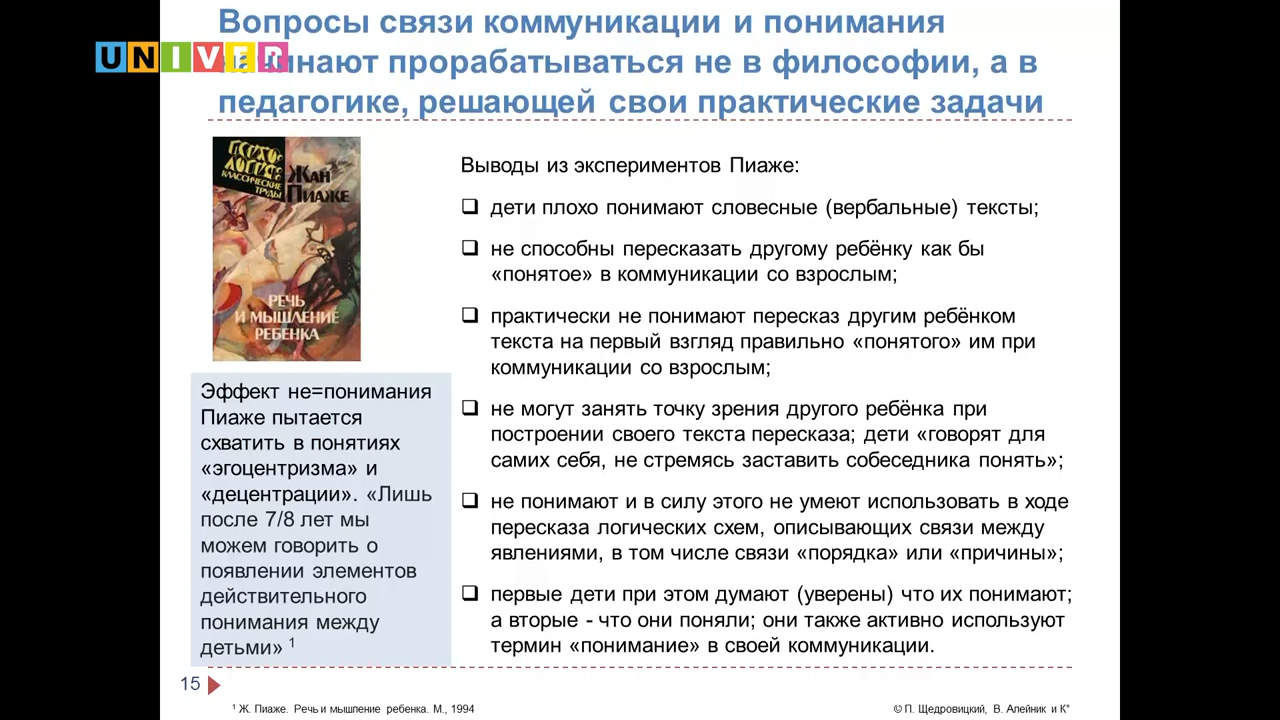 Вопросы связи коммуникации и понимания
UNIVER
начинают прорабатываться не в философии, а в
педагогике, решающей свои практические задачи
ПСИХО-
ЛОГИЯ:
КЛАССИЧЕСКИЕ
ТРУДЫ
Жан
Пиаже
РЕЧЬ
И МЫШЛЕНИЕ
РЕБЕНКА
Эффект не=понимания
Пиаже пытается
схватить в понятиях
«эгоцентризма» и
«децентрации». «Лишь
после 7/8 лет мы
можем говорить о
появлении элементов
действительного
понимания между
детьми» ¹
Выводы из экспериментов Пиаже:
❑ дети плохо понимают словесные (вербальные) тексты;
❑ не способны пересказать другому ребёнку как бы
«понятое» в коммуникации со взрослым;
❑ практически не понимают пересказ другим ребёнком
текста на первый взгляд правильно «понятого» им при
коммуникации со взрослым;
❑ не могут занять точку зрения другого ребёнка при
построении своего текста пересказа; дети «говорят для
самих себя, не стремясь заставить собеседника понять»;
❑ не понимают и в силу этого не умеют использовать в ходе
пересказа логических схем, описывающих связи между
явлениями, в том числе связи «порядка» или «причины»;
❑ первые дети при этом думают (уверены) что их понимают;
а вторые - что они поняли; они также активно используют
термин «понимание» в своей коммуникации.
15
¹ Ж. Пиаже. Речь и мышление ребенка. М., 1994
© П. Щедровицкий, В. Алейник и К°